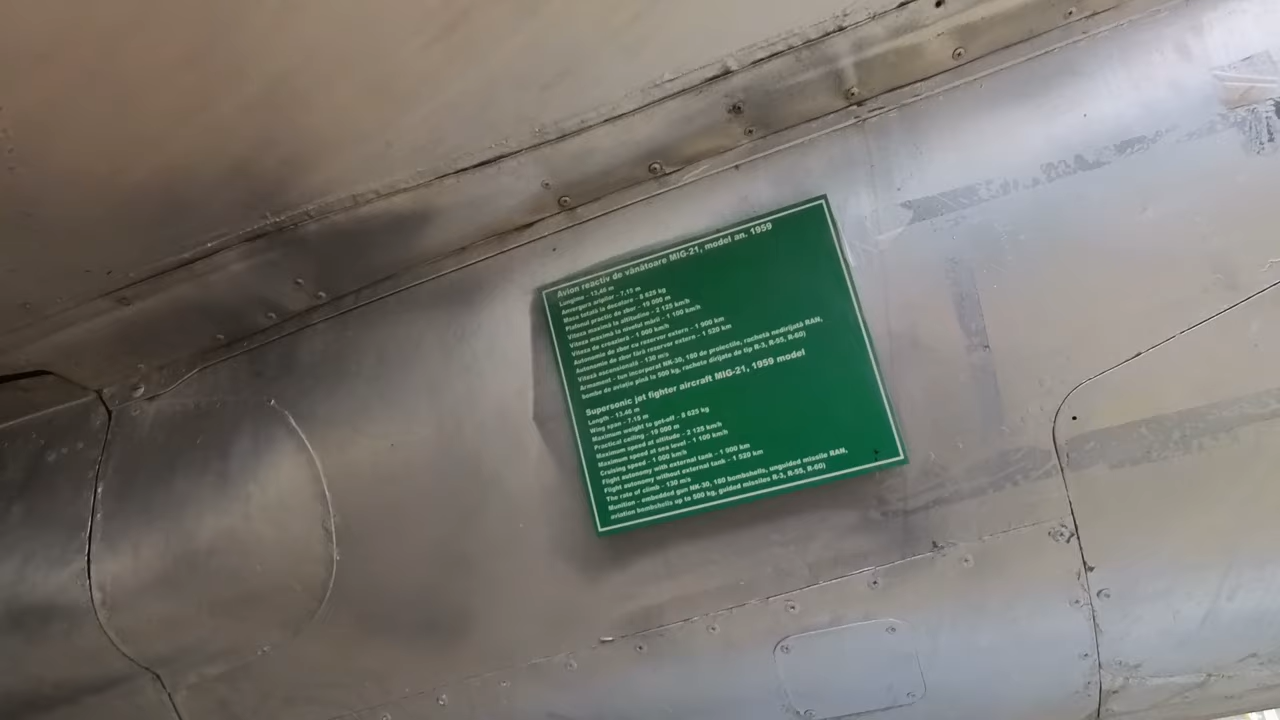 Avion reactiv de vânătoare MIG-21, model an. 1959
Lungime - 13,46 m
Anvergura aripilor - 7,15 m
Masa totală la decolare - 8 625 kg
Plafonul practic de zbor - 19 000 m
Viteza maximă la altitudine - 2 125 km/h
Viteza maximă la nivelul mării - 1 100 km/h
Viteza de croazieră - 1 000 km/h
Autonomie de zbor cu rezervor extern - 1 900 km
Autonomie de zbor fără rezervor extern - 1 520 km
Viteză ascensională - 130 m/s
Armament - tun incorporat NK-30, 180 de proiectile, rachetă nedirijată RAN,
bombe de aviație pînă la 500 kg, rachete dirijate de tip R-3, R-55, R-60)
Supersonic jet fighter aircraft MIG-21, 1959 model
Length - 13.46 m
Wing span - 7.15 m
Maximum weight to get-off - 8 625 kg
Practical ceiling - 19 000 m
Maximum speed at altitude - 2 125 km/h
Maximum speed at sea level - 1 100 km/h
Cruising speed - 1 000 km/h
Flight autonomy with external tank - 1 900 km
Flight autonomy without external tank - 1 520 km
The rate of climb - 130 m/s
Munition - embedded gun NK-30, 180 bombshells, unguided missile RAN,
aviation bombshells up to 500 kg, guided missiles R-3, R-55, R-60)